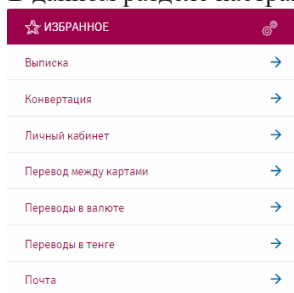 ИЗБРАННОЕ
Выписка
Конвертация
Личный кабинет
Перевод между картами
Переводы в валюте
Переводы в тенге
Почта